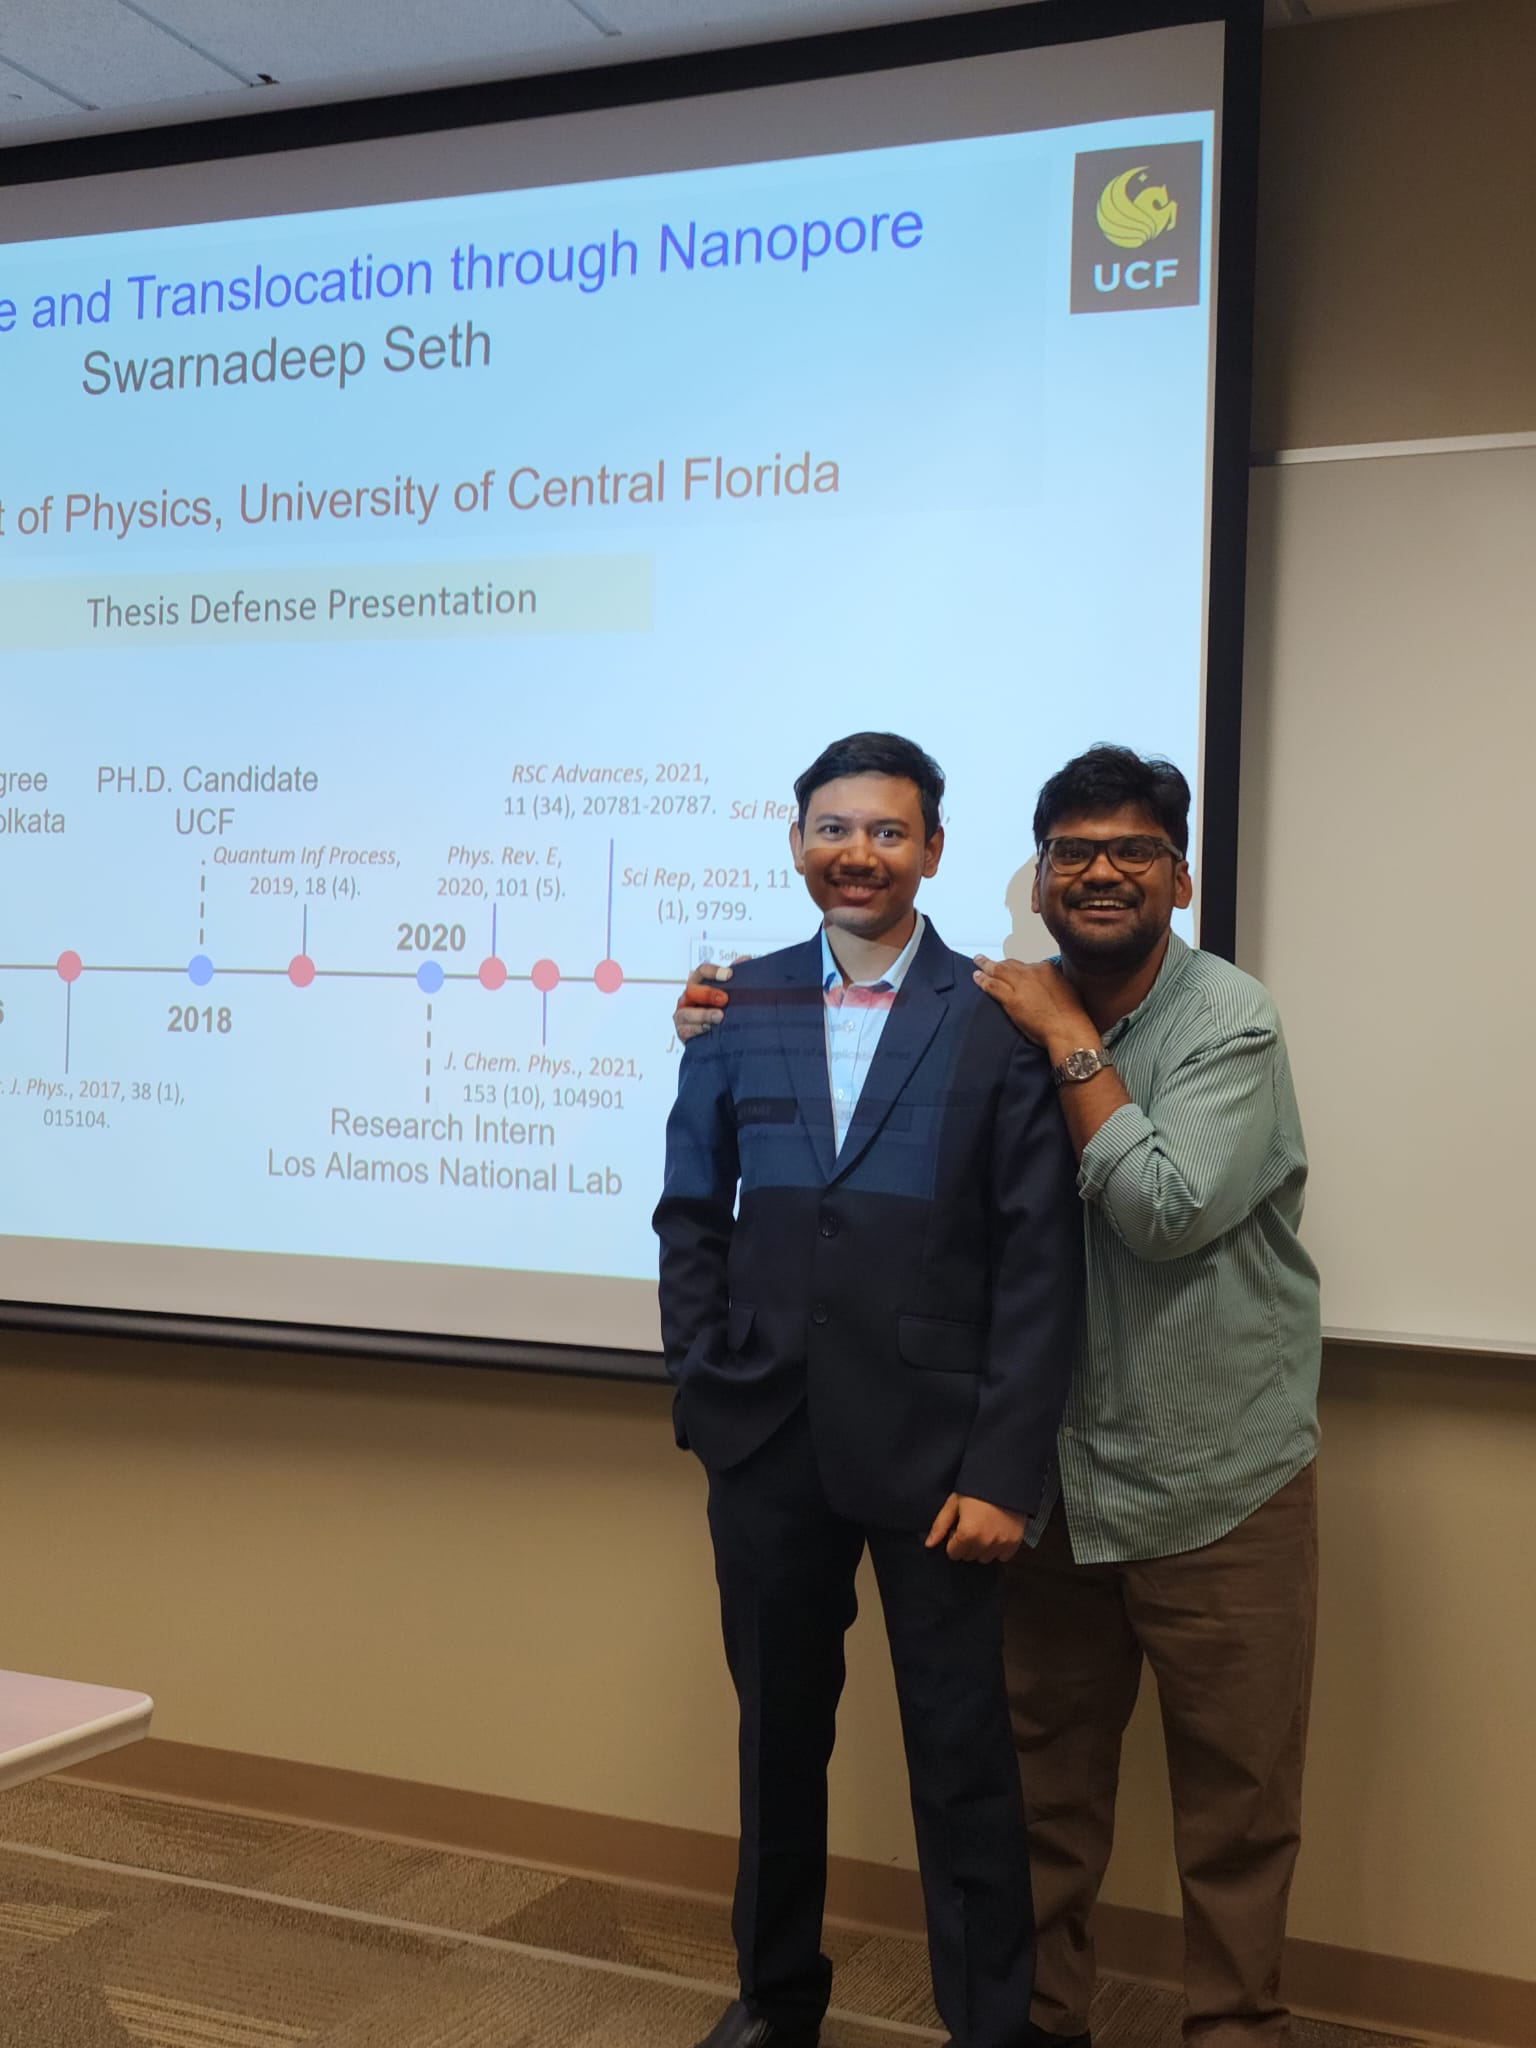 e and Translocation through Nanopore
UCF
Swarnadeep Seth
t of Physics, University of Central Florida
Thesis Defense Presentation
gree
olkata
PH.D. Candidate
UCF
Quantum Inf Process,
2019, 18 (4).
Phys. Rev. E,
2020, 101 (5).
RSC Advances, 2021,
11 (34), 20781-20787.
Sci Rep
Sci Rep, 2021, 11
(1), 9799.
2020
2018
. J. Phys., 2017, 38 (1),
015104.
J. Chem. Phys., 2021,
153 (10), 104901
Research Intern
Los Alamos National Lab
J.